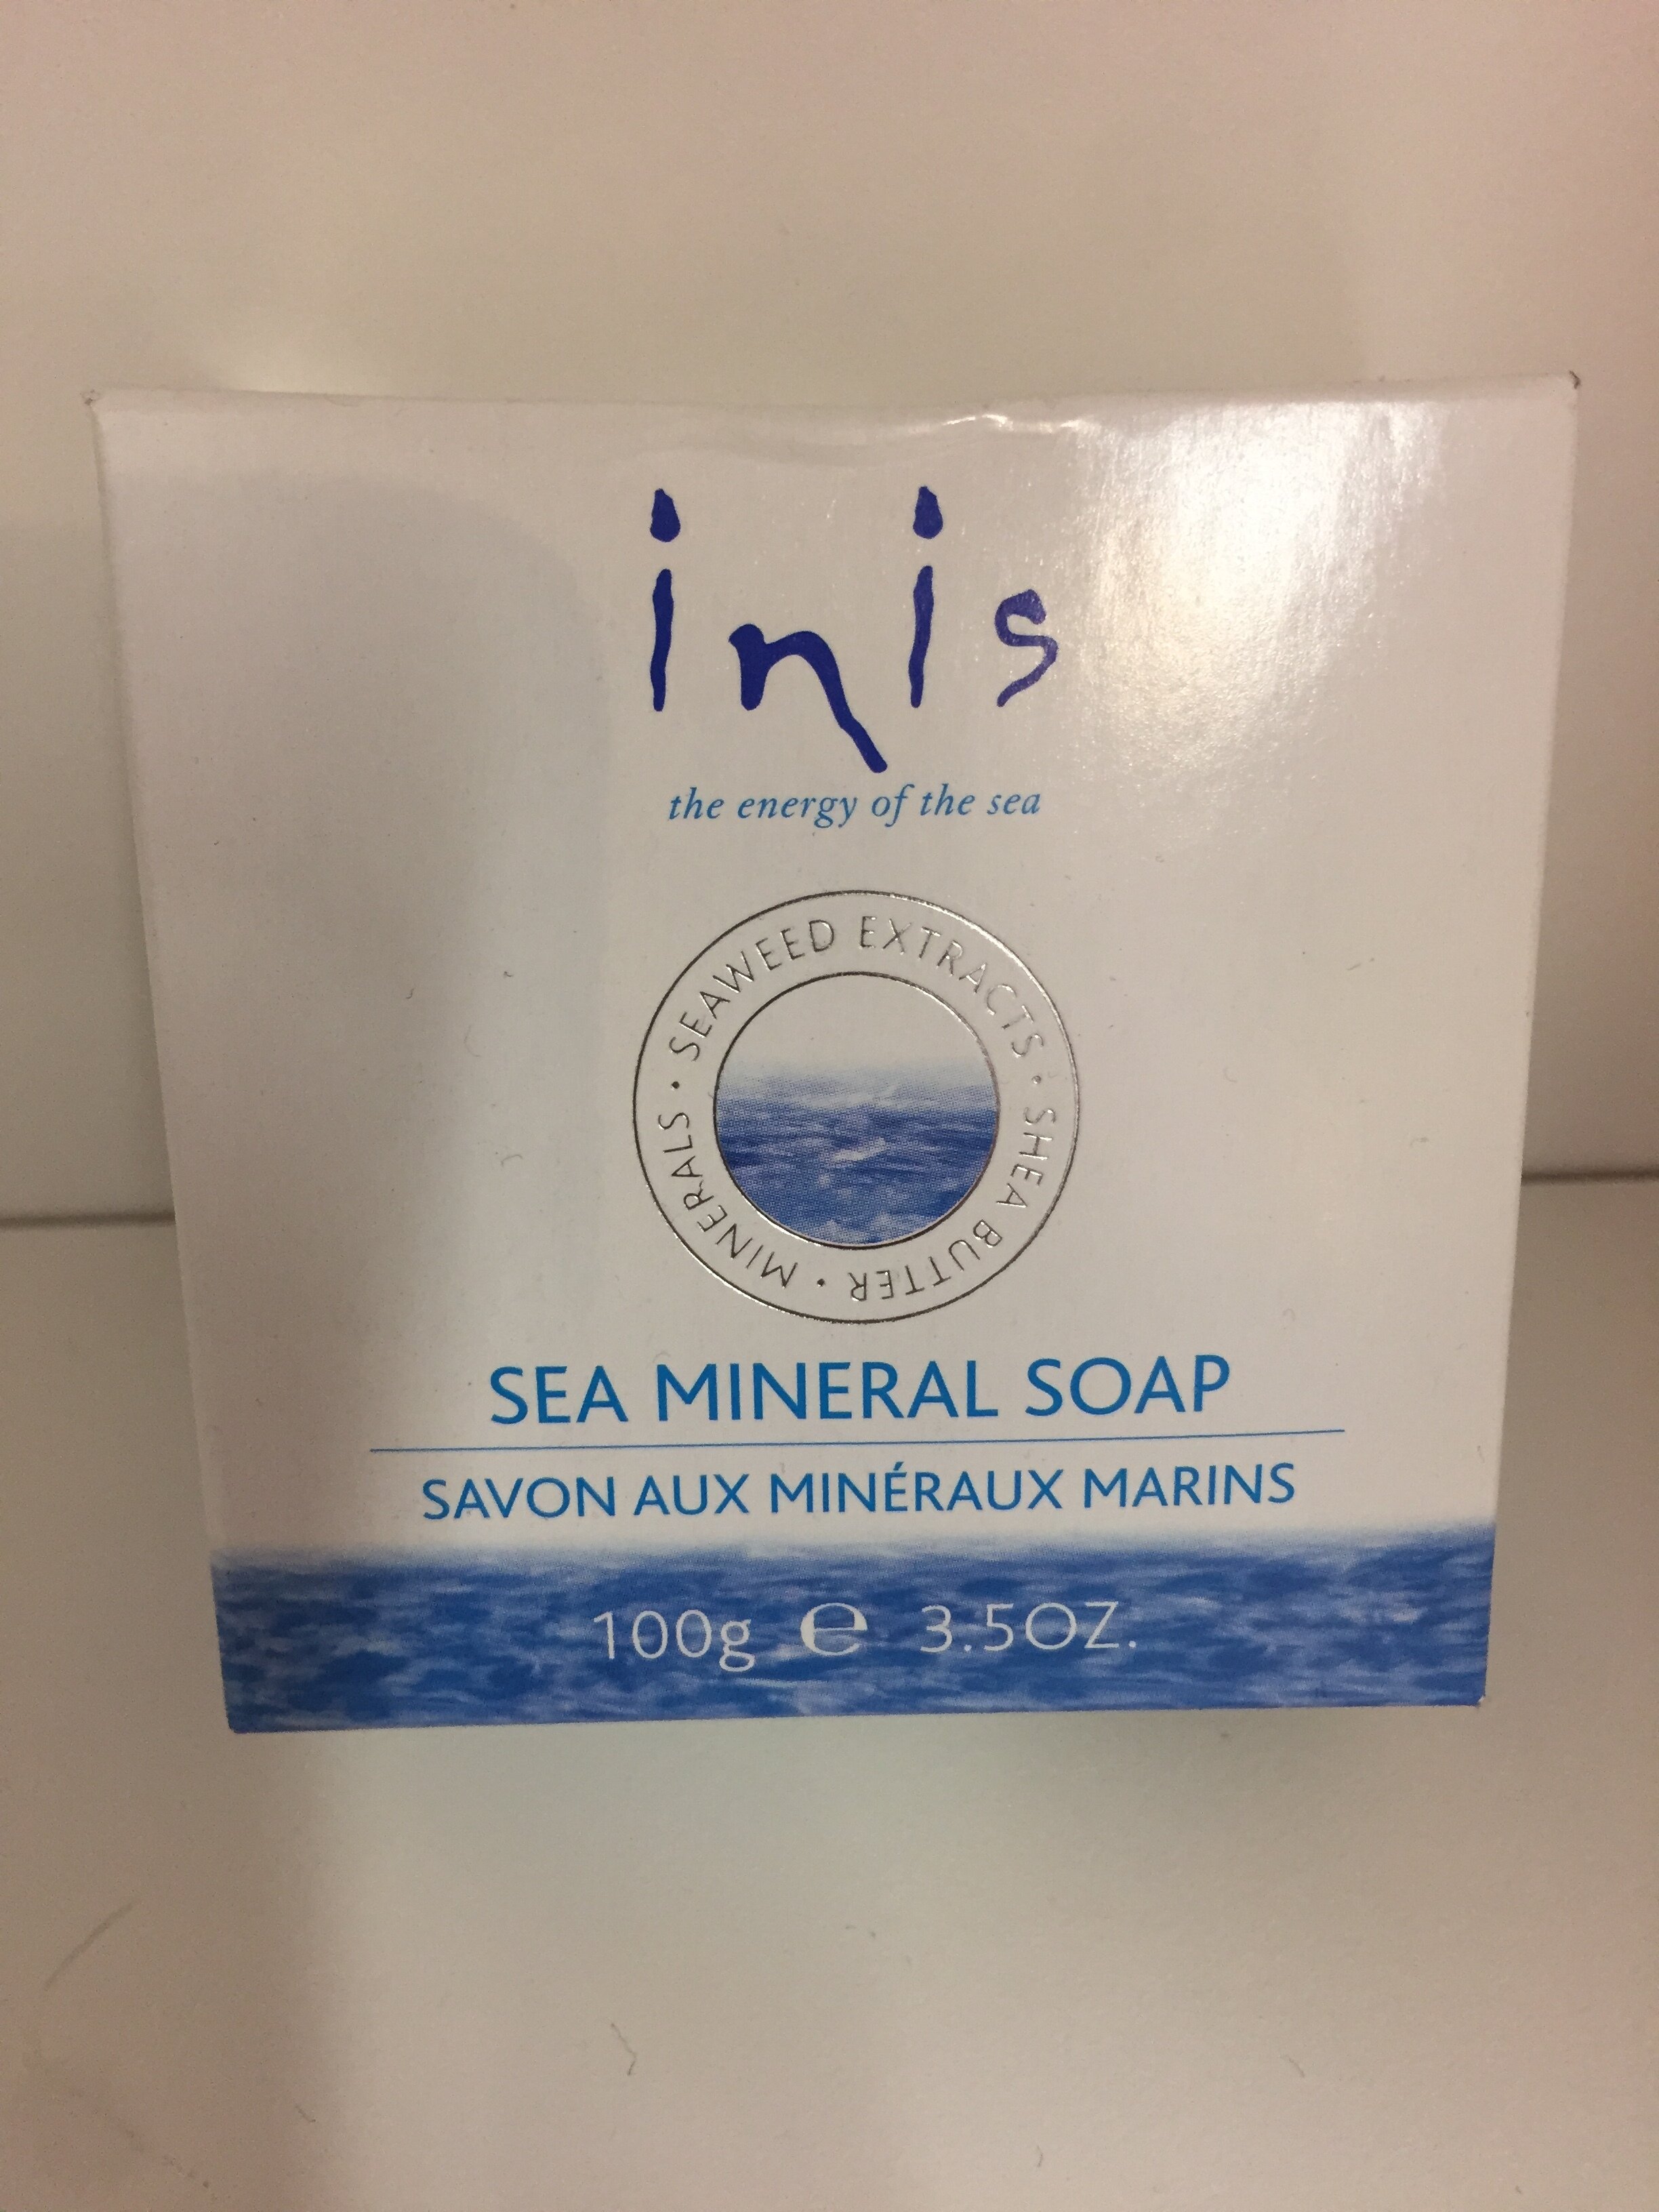 inis
the energy of the sea
SEAWEED EXTRACTS · SHEA BUTTER · MINERALS ·
SEA MINERAL SOAP
SAVON AUX MINÉRAUX MARINS
100g e 3.5OZ.